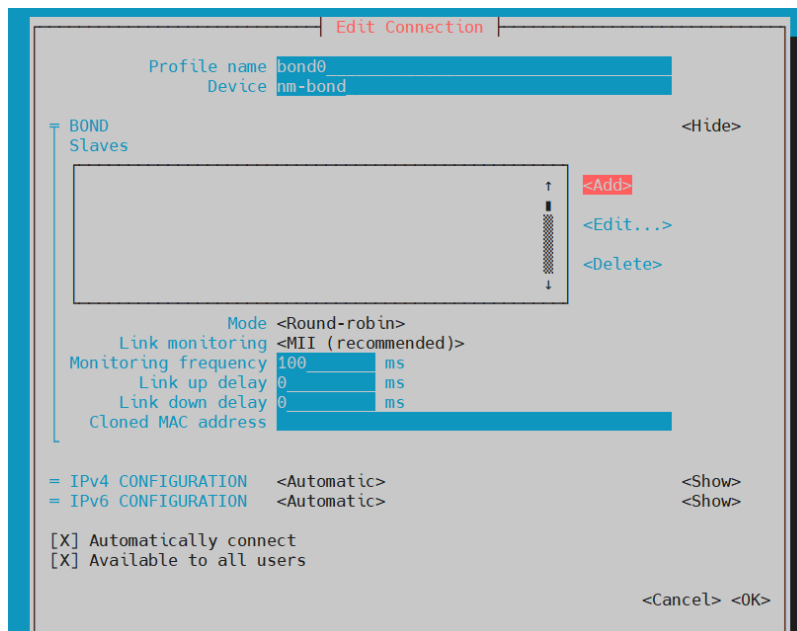 Edit Connection
Profile name bond0
Device nm-bond
BOND <Hide>
Slaves
<Add>
<Edit...>
<Delete>
Mode <Round-robin>
Link monitoring <MII (recommended)>
Monitoring frequency 100 ms
Link up delay 0 ms
Link down delay 0 ms
Cloned MAC address
= IPv4 CONFIGURATION <Automatic> <Show>
= IPv6 CONFIGURATION <Automatic> <Show>
[X] Automatically connect
[X] Available to all users
<Cancel> <OK>